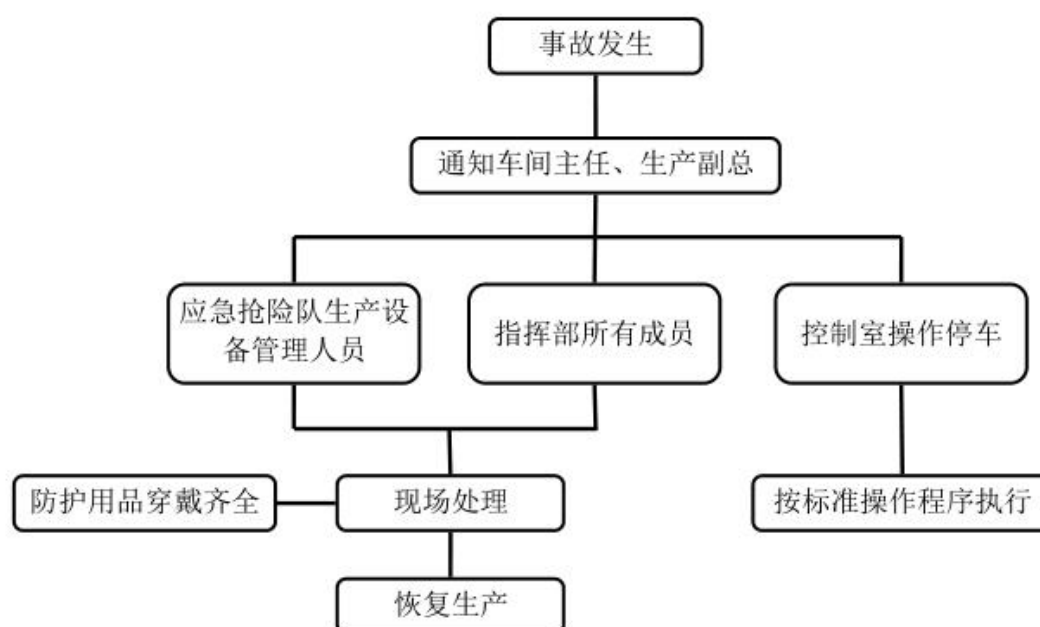 事故发生
通知车间主任、生产副总
应急抢险队生产设
备管理人员
指挥部所有成员
控制室操作停车
防护用品穿戴齐全
现场处理
按标准操作程序执行
恢复生产